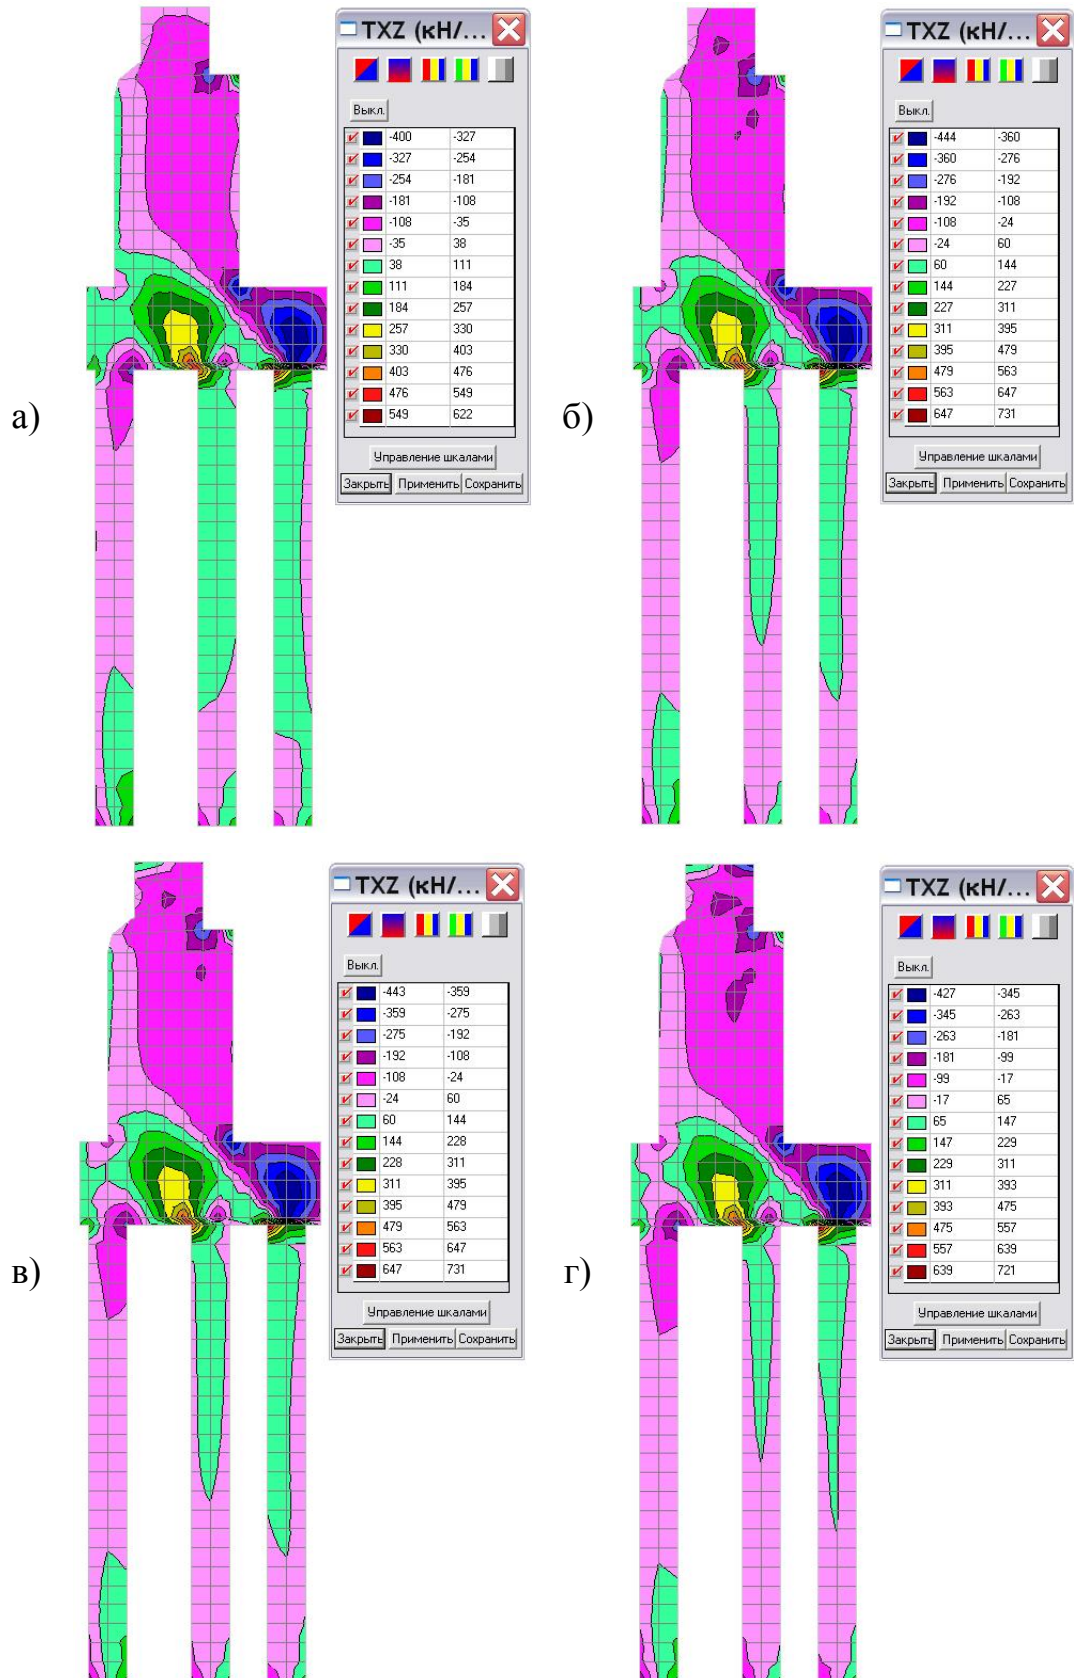 TXZ (кН/...
Выкл.
-400 -327
-327 -254
-254 -181
-181 -108
-108 -35
-35 38
38 111
111 184
184 257
257 330
330 403
403 476
476 549
549 622
Управление шкалами
Закрыть Применить Сохранить
а)
TXZ (кН/...
Выкл.
-444 -360
-360 -276
-276 -192
-192 -108
-108 -24
-24 60
60 144
144 227
227 311
311 395
395 479
479 563
563 647
647 731
Управление шкалами
Закрыть Применить Сохранить
б)
TXZ (кН/...
Выкл.
-443 -359
-359 -275
-275 -192
-192 -108
-108 -24
-24 60
60 144
144 228
228 311
311 395
395 479
479 563
563 647
647 731
Управление шкалами
Закрыть Применить Сохранить
в)
TXZ (кН/...
Выкл.
-427 -345
-345 -263
-263 -181
-181 -99
-99 -17
-17 65
65 147
147 229
229 311
311 393
393 475
475 557
557 639
639 721
Управление шкалами
Закрыть Применить Сохранить
г)